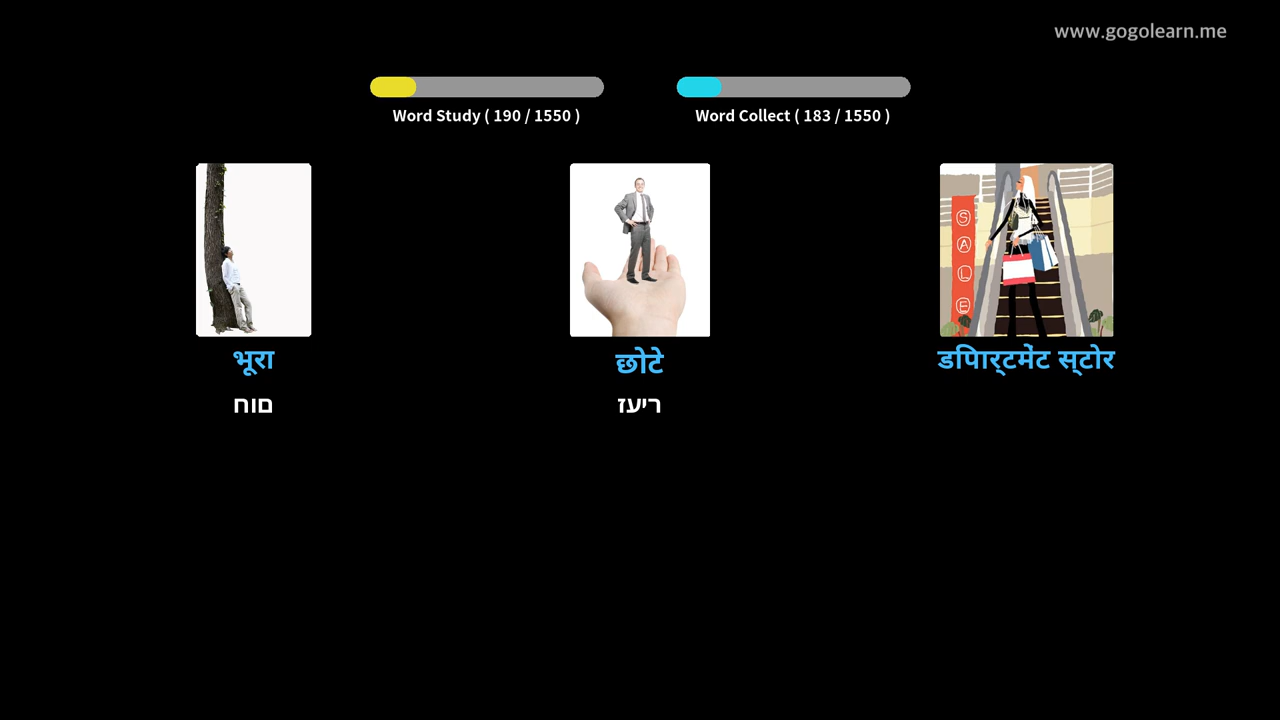 www.gogolearn.me
Word Study ( 190 / 1550 )
Word Collect ( 183 / 1550 )
S
A
L
E
भूरा
छोटे
डिपार्टमेंट स्टोर
חום
זעיר